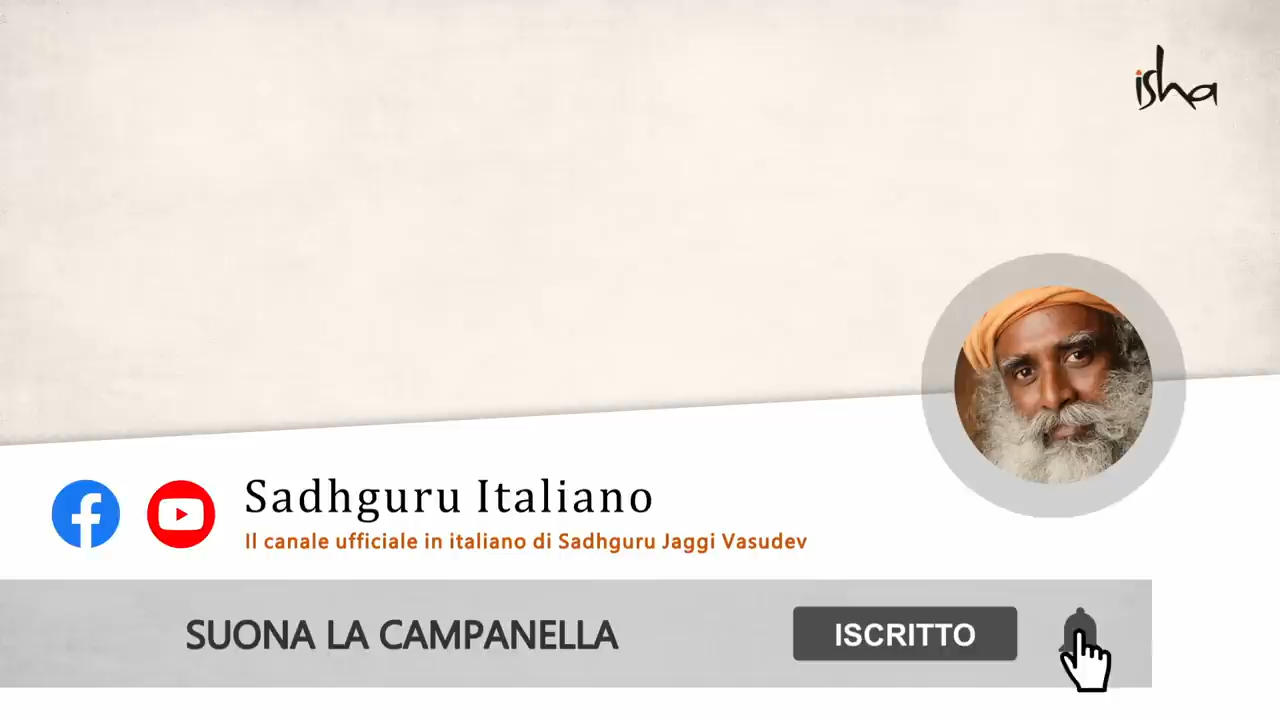 isha
Sadhguru Italiano
Il canale ufficiale in italiano di Sadhguru Jaggi Vasudev
SUONA LA CAMPANELLA
ISCRITTO